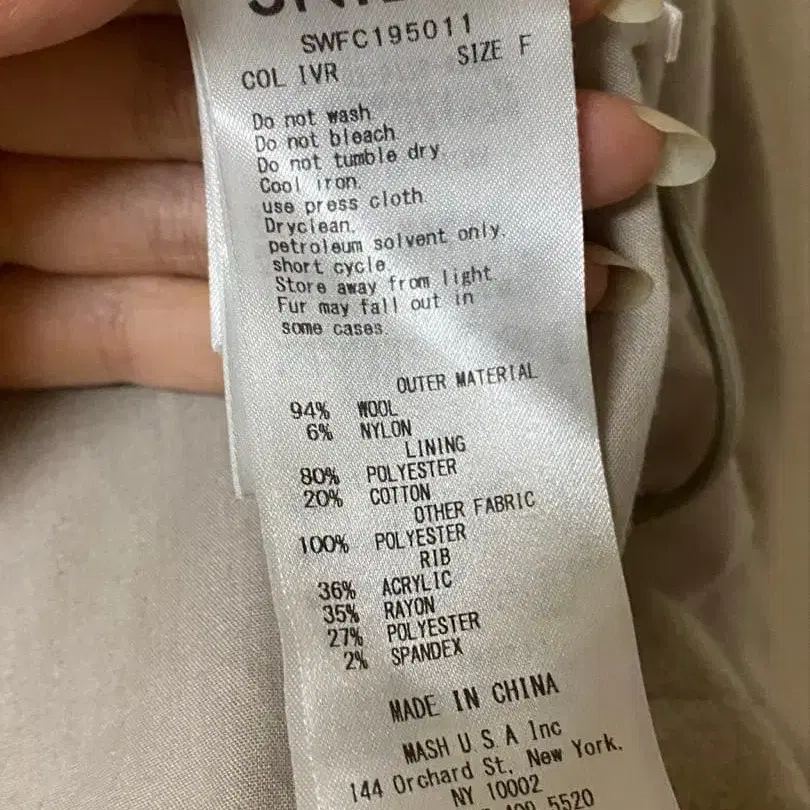 SWFC195011
COL IVR SIZE F
Do not wash
Do not bleach
Do not tumble dry
Cool iron.
use press cloth
Dryclean.
petroleum solvent only.
short cycle.
Store away from light
Fur may fall out in
some cases.
OUTER MATERIAL
94% WOOL
6% NYLON
LINING
80% POLYESTER
20% COTTON
OTHER FABRIC
100% POLYESTER
RIB
36% ACRYLIC
35% RAYON
27% POLYESTER
2% SPANDEX
MADE IN CHINA
MASH U S A Inc
144 Orchard St, New York.
NY 10002
5520